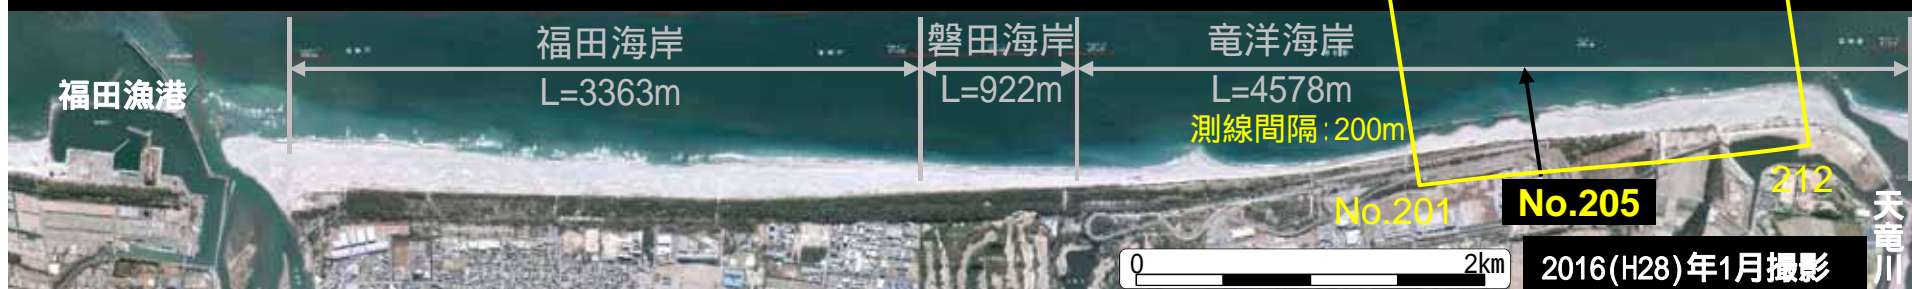 福田海岸
磐田海岸
竜洋海岸
福田漁港
L=3363m
L=922m
L=4578m
測線間隔:200m
No.201
No.205
212
天竜川
0
2km
2016(H28)年1月撮影